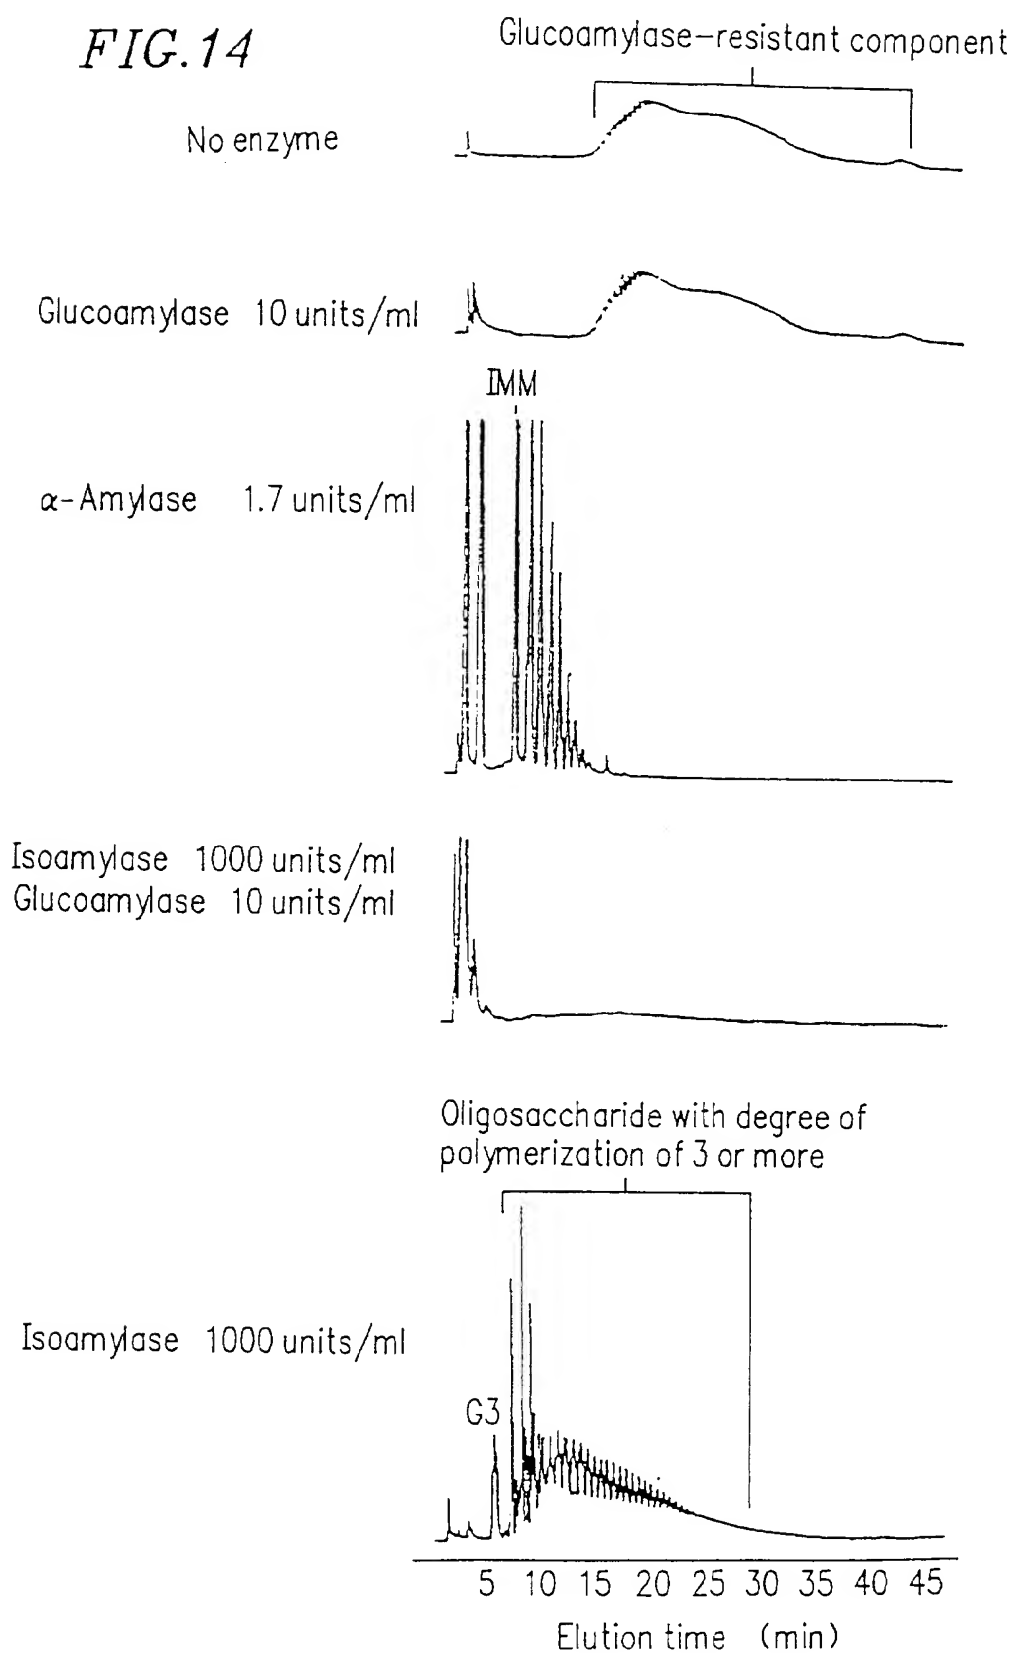 FIG.14
Glucoamylase-resistant component
No enzyme
Glucoamylase 10 units/ml
IMM
α-Amylase 1.7 units/ml
Isoamylase 1000 units/ml
Glucoamylase 10 units/ml
Oligosaccharide with degree of
polymerization of 3 or more
Isoamylase 1000 units/ml
G3
5 10 15 20 25 30 35 40 45
Elution time (min)